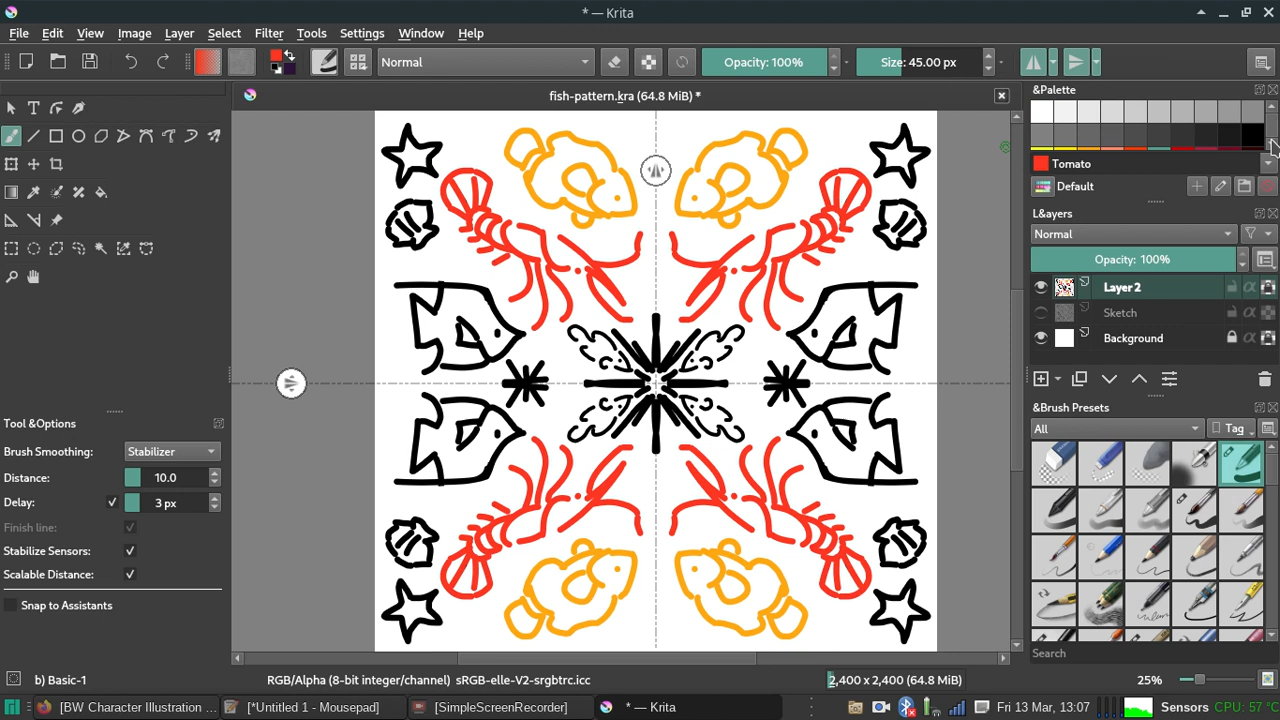 * — Krita
File Edit View Image Layer Select Filter Tools Settings Window Help
Normal
Opacity: 100%
Size: 45.00 px
fish-pattern.kra (64.8 MiB) *
&Palette
Tomato
Default
L&ayers
Normal
Opacity: 100%
Layer 2
Sketch
Background
&Brush Presets
All
Tag
Search
Tool &Options
Brush Smoothing: Stabilizer
Distance: 10.0
Delay: 3 px
Finish line:
Stabilize Sensors:
Scalable Distance:
Snap to Assistants
b) Basic-1
RGB/Alpha (8-bit integer/channel) sRGB-elle-V2-srgbtrc.icc
2,400 x 2,400 (64.8 MiB)
25%
[BW Character Illustration ...
[*Untitled 1 - Mousepad]
[SimpleScreenRecorder]
* — Krita
Fri 13 Mar, 13:07
Sensors CPU: 57 °